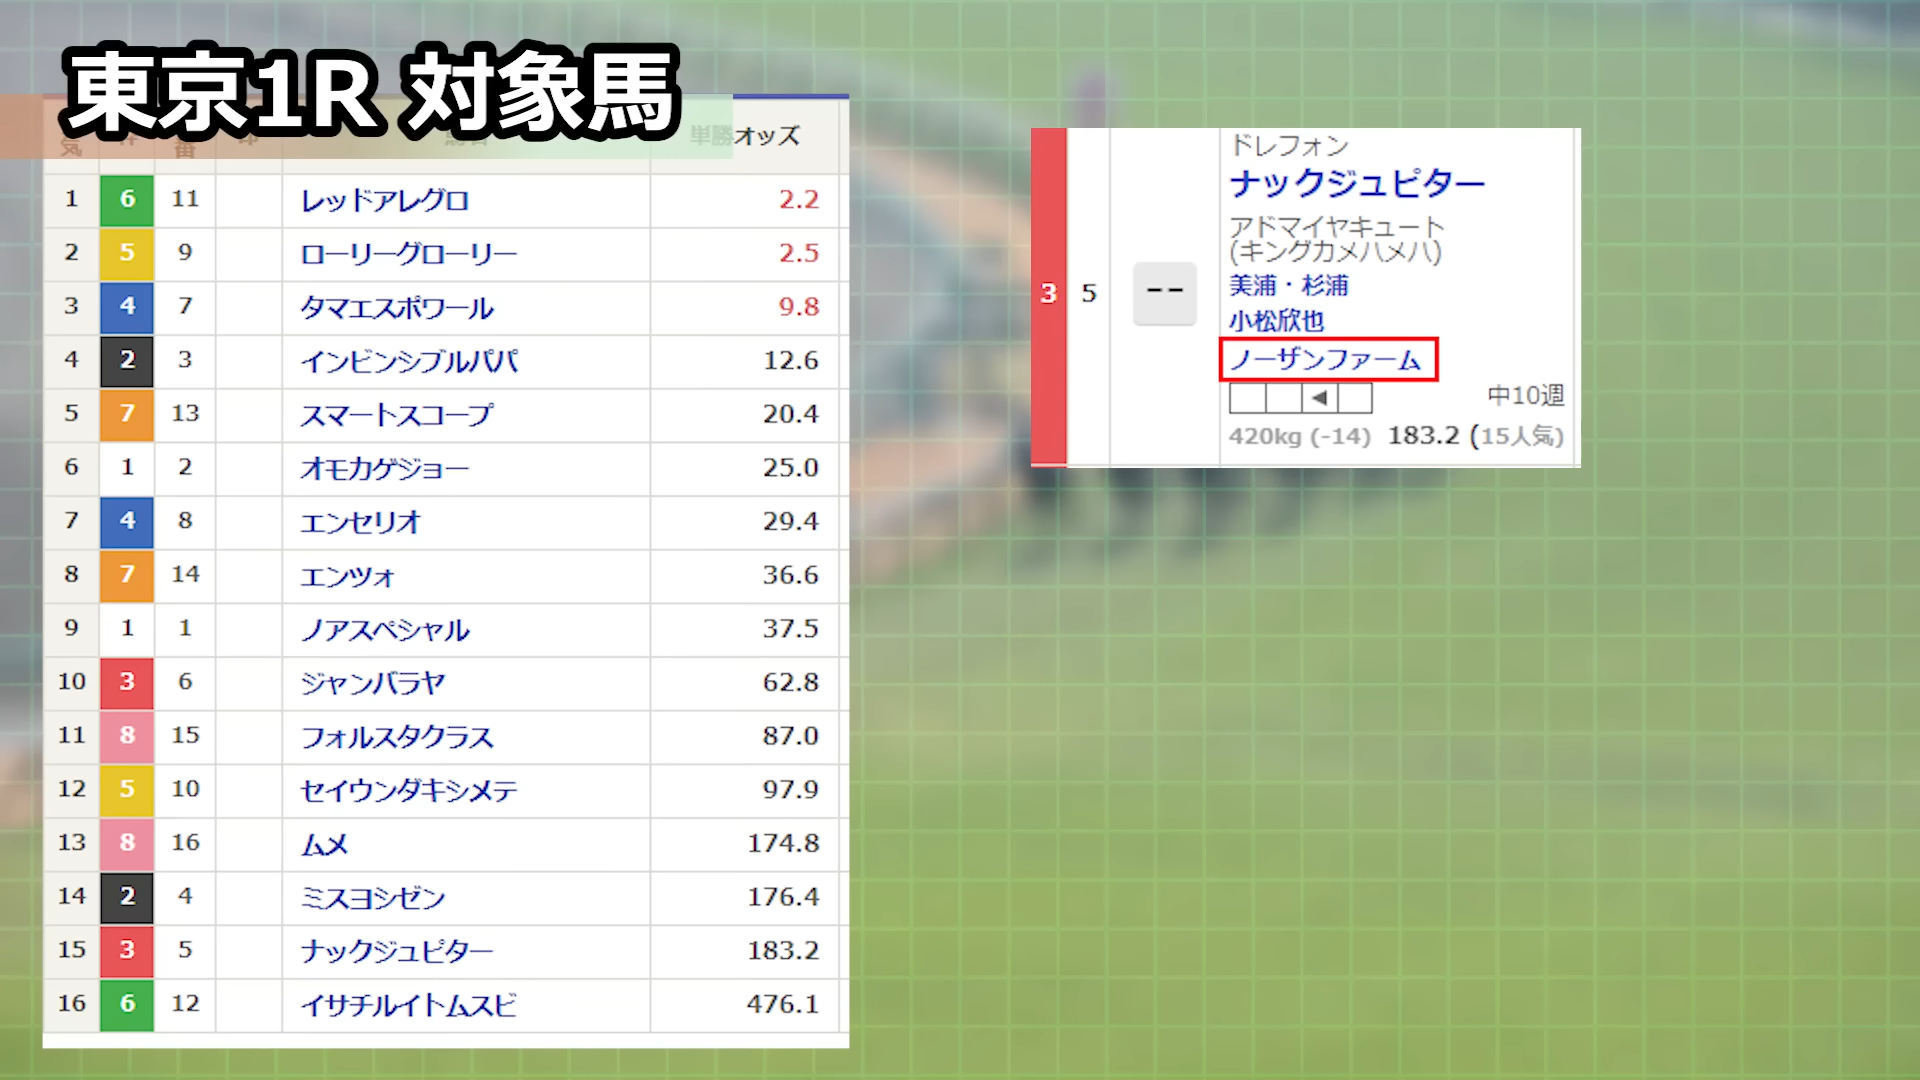 東京1R 対象馬
単勝オッズ
1 6 11 レッドアレグロ 2.2
2 5 9 ローリーグローリー 2.5
3 4 7 タマエスポワール 9.8
4 2 3 インビンシブルパパ 12.6
5 7 13 スマートスコープ 20.4
6 1 2 オモカゲジョー 25.0
7 4 8 エンセリオ 29.4
8 7 14 エンツォ 36.6
9 1 1 ノアスペシャル 37.5
10 3 6 ジャンバラヤ 62.8
11 8 15 フォルスタクラス 87.0
12 5 10 セイウンダキシメテ 97.9
13 8 16 ムメ 174.8
14 2 4 ミスヨシゼン 176.4
15 3 5 ナックジュピター 183.2
16 6 12 イサチルイトムスビ 476.1
ドレフォン
ナックジュピター
アドマイヤキュート
(キングカメハメハ)
美浦・杉浦
3 5 --
小松欣也
ノーザンファーム
◀ 中10週
420kg (-14) 183.2 (15人気)